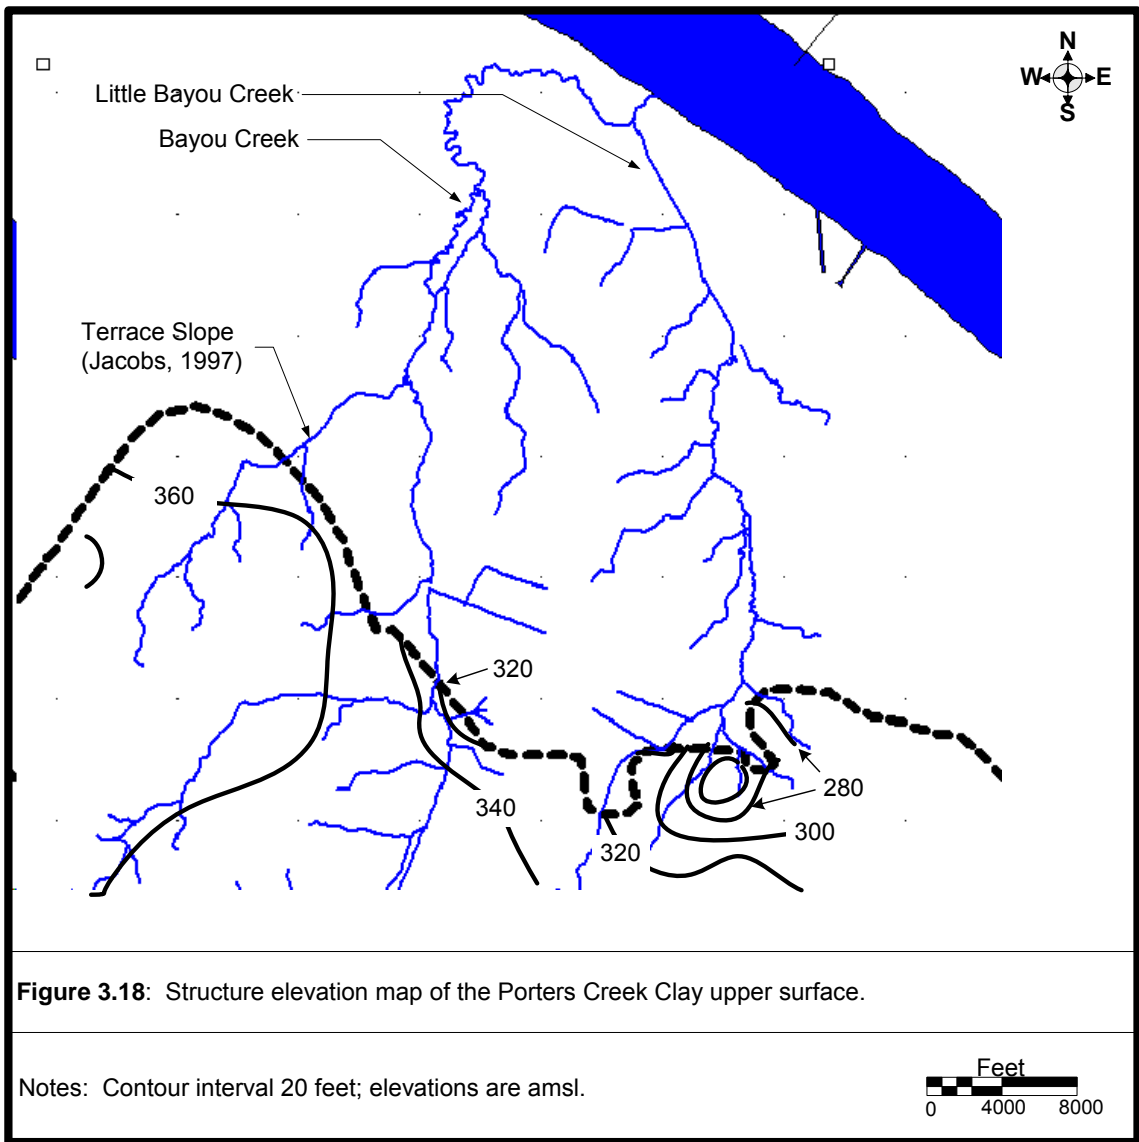 N
W E
S
Little Bayou Creek
Bayou Creek
Terrace Slope
(Jacobs, 1997)
360
320
280
340
300
320
Figure 3.18: Structure elevation map of the Porters Creek Clay upper surface.
Notes: Contour interval 20 feet; elevations are amsl.
Feet
0 4000 8000